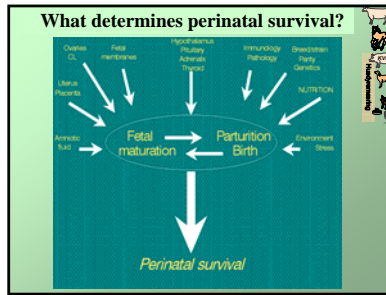 What determines perinatal survival?
Ovaries
CL
Fetal
membranes
Hypothalamus
Pituitary
Adrenals
Thyroid
Immunology
Pathology
Breed/strain
Parity
Genetics
Uterus
Placenta
NUTRITION
Amniotic
fluid
Fetal
maturation
Parturition
Birth
Environment
Stress
Perinatal survival